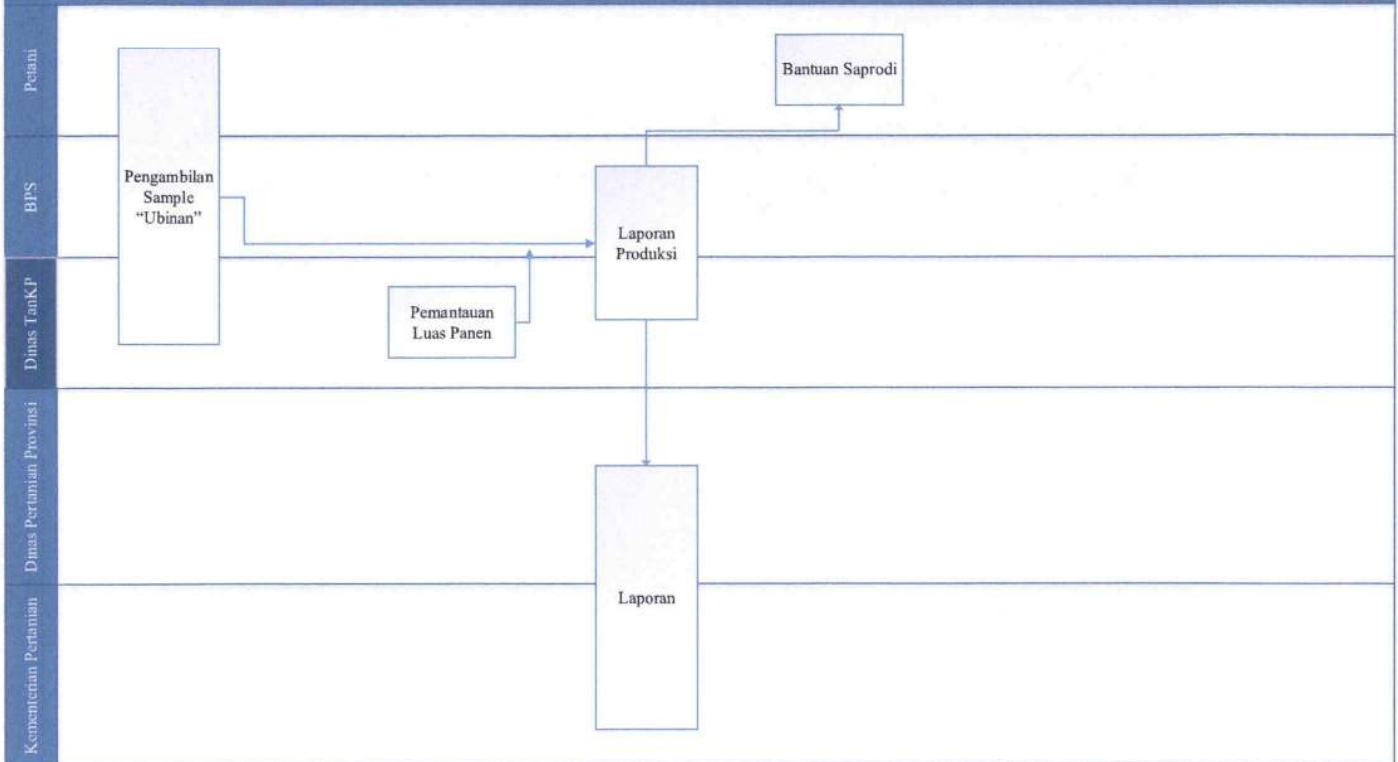 Petani
Bantuan Saprodi
BPS
Pengambilan
Sample
“Ubinan”
Laporan
Produksi
Dinas TanKP
Pemantauan
Luas Panen
Dinas Pertanian Provinsi
Laporan
Kementerian Pertanian